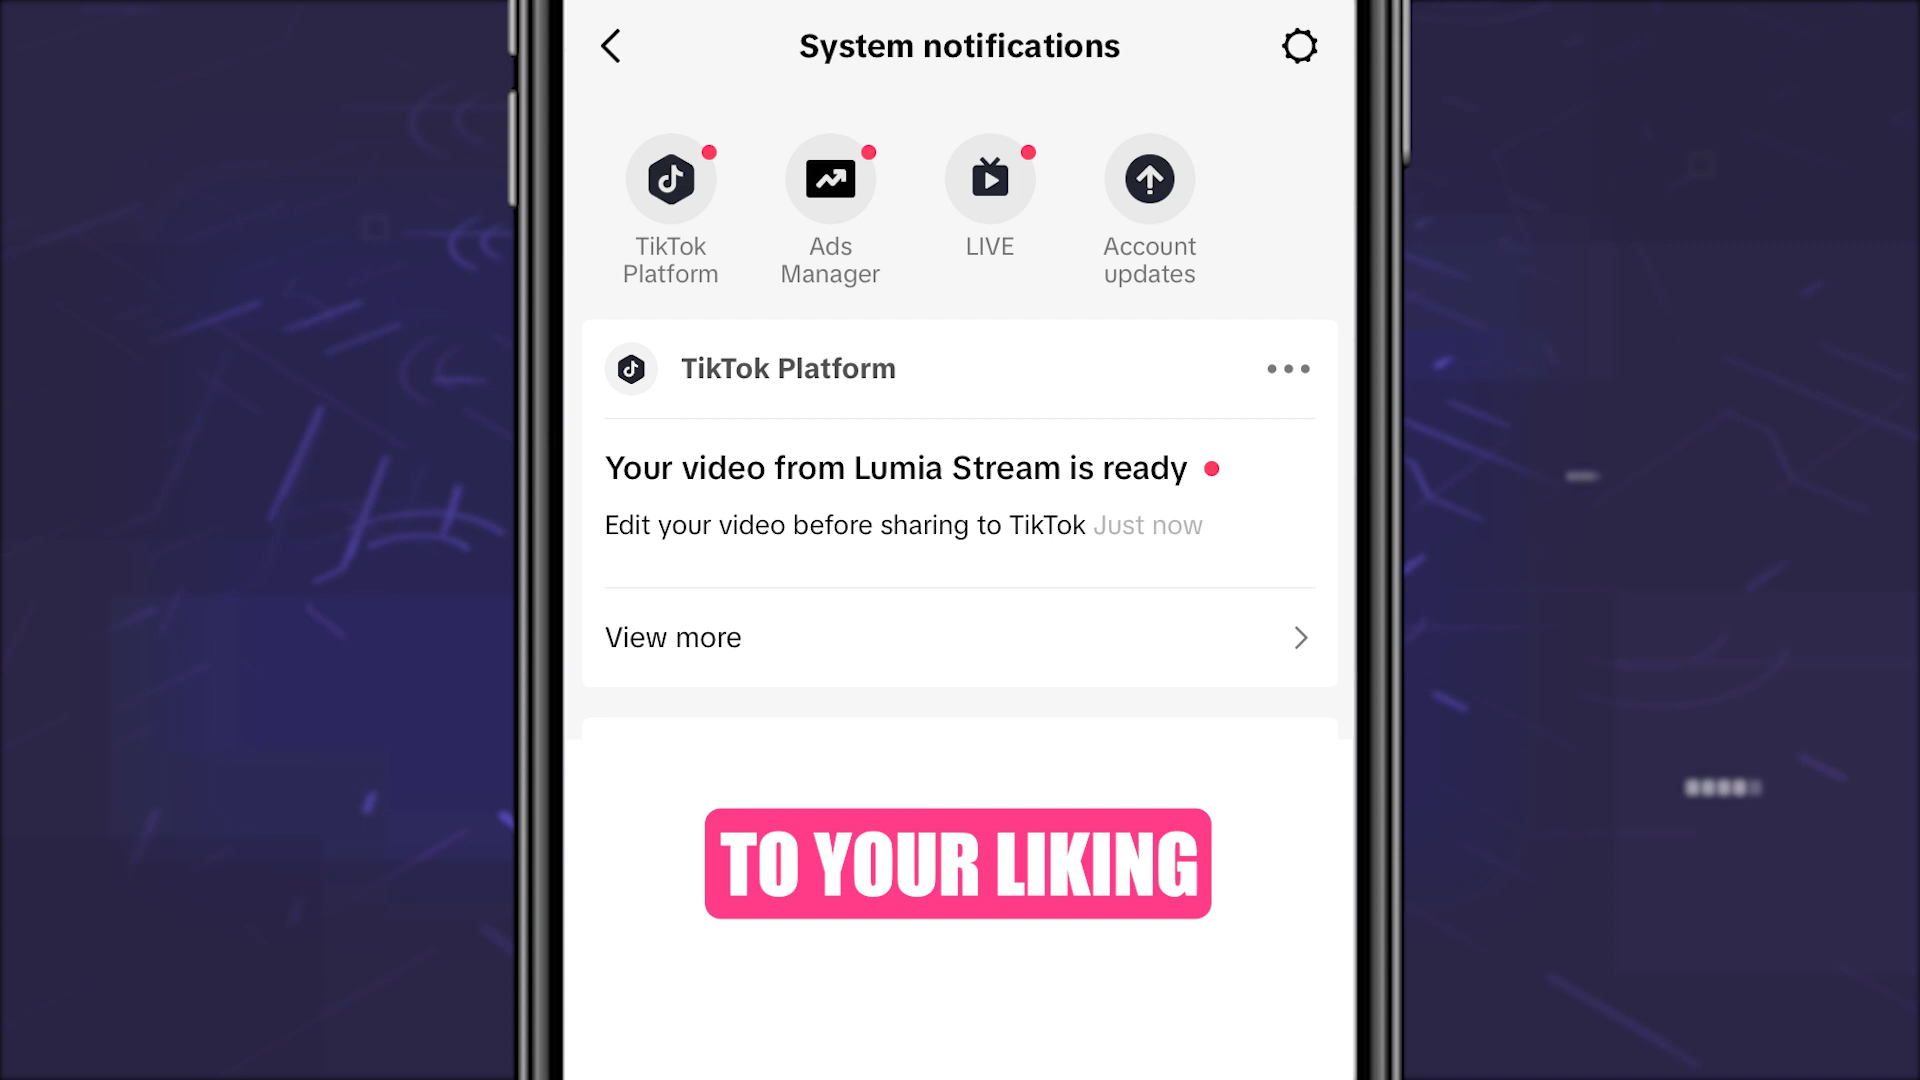 System notifications
TikTok
Platform
Ads
Manager
LIVE
Account
updates
TikTok Platform
Your video from Lumia Stream is ready
Edit your video before sharing to TikTok Just now
View more
TO YOUR LIKING